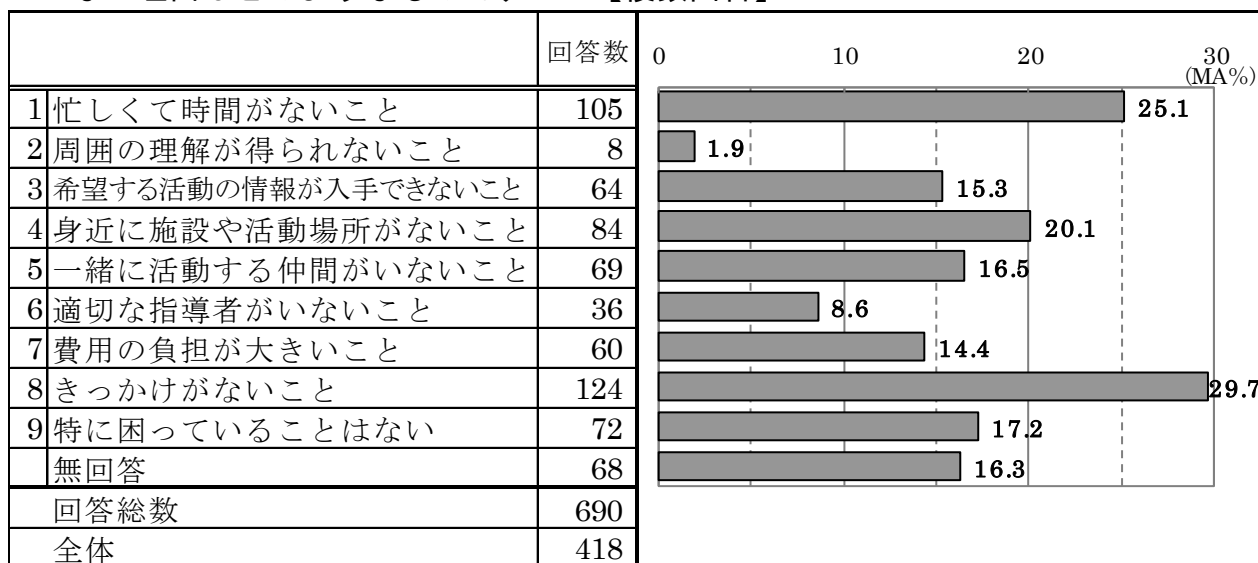 回答数 0 10 20 30
(MA%)
1 忙しくて時間がないこと 105 25.1
2 周囲の理解が得られないこと 8 1.9
3 希望する活動の情報が入手できないこと 64 15.3
4 身近に施設や活動場所がないこと 84 20.1
5 一緒に活動する仲間がいないこと 69 16.5
6 適切な指導者がいないこと 36 8.6
7 費用の負担が大きいこと 60 14.4
8 きっかけがないこと 124 29.7
9 特に困っていることはない 72 17.2
無回答 68 16.3
回答総数 690
全体 418